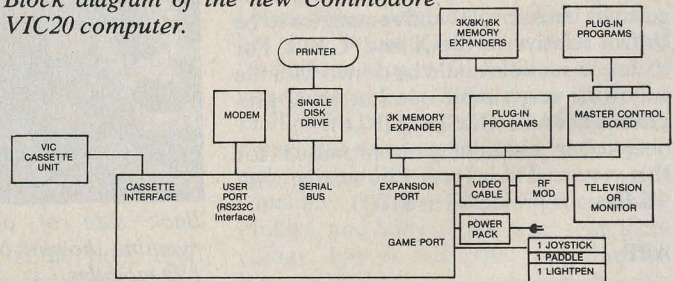 Block diagram of the new Commodore
VIC20 computer.
PRINTER
3K/8K/16K
MEMORY
EXPANDERS
PLUG-IN
PROGRAMS
VIC
CASSETTE
UNIT
MODEM
SINGLE
DISK
DRIVE
3K MEMORY
EXPANDER
PLUG-IN
PROGRAMS
MASTER CONTROL
BOARD
CASSETTE
INTERFACE
USER
PORT
(RS232C
Interface)
SERIAL
BUS
EXPANSION
PORT
VIDEO
CABLE
RF
MOD
TELEVISION
OR
MONITOR
GAME PORT
POWER
PACK
1 JOYSTICK
1 PADDLE
1 LIGHTPEN